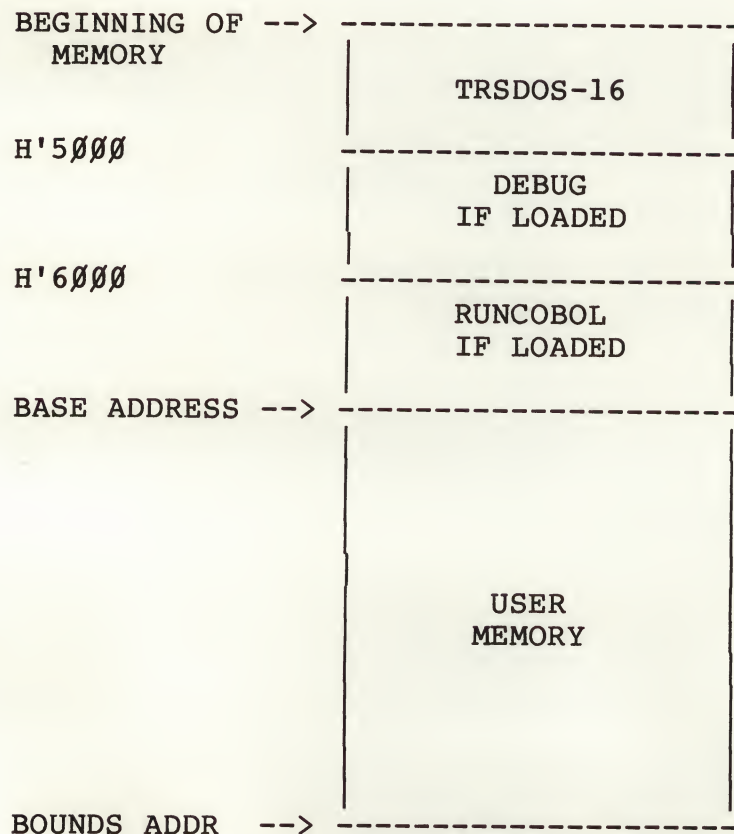 BEGINNING OF -->
MEMORY
TRSDOS-16
H'5ØØØ
DEBUG
IF LOADED
H'6ØØØ
RUNCOBOL
IF LOADED
BASE ADDRESS -->
USER
MEMORY
BOUNDS ADDR -->